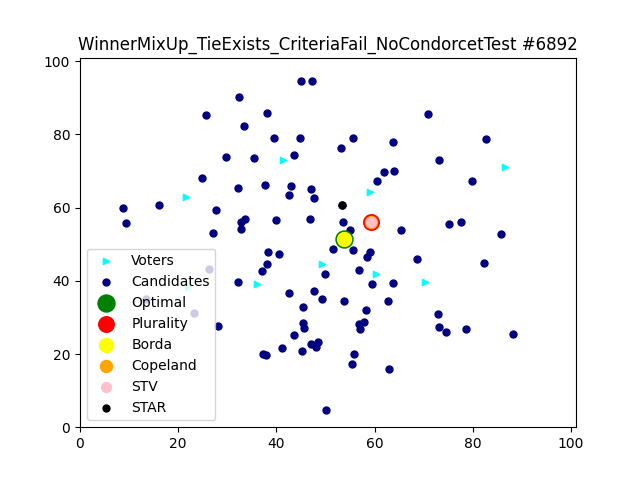 WinnerMixUp_TieExists_CriteriaFail_NoCondorcetTest #6892
100
80
60
40
20
0
Voters
Candidates
Optimal
Plurality
Borda
Copeland
STV
STAR
0 20 40 60 80 100